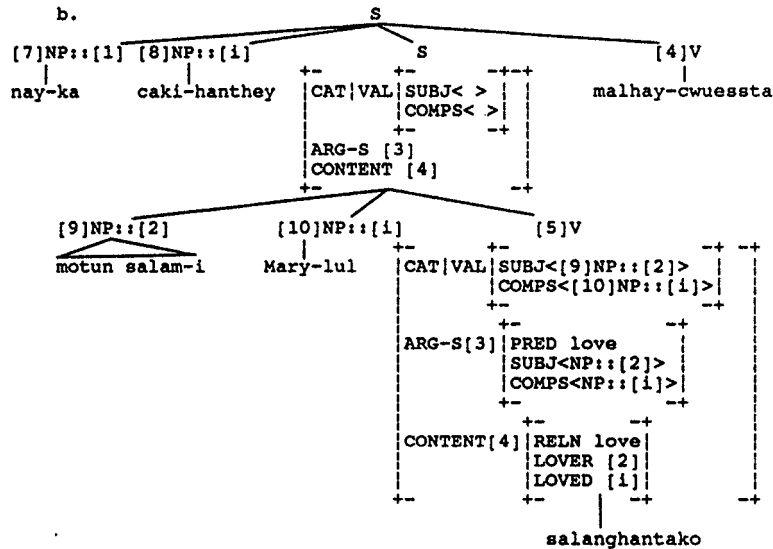 b. S
[7]NP::[1] [8]NP::[i] S [4]V
nay-ka caki-hanthey malhay-cwuessta
CAT|VAL SUBJ< >
COMPS< >
ARG-S [3]
CONTENT [4]
[9]NP::[2] [10]NP::[i] [5]V
motun salam-i Mary-lul
CAT|VAL SUBJ<[9]NP::[2]>
COMPS<[10]NP::[i]>
ARG-S[3] PRED love
SUBJ<NP::[2]>
COMPS<NP::[i]>
CONTENT[4] RELN love
LOVER [2]
LOVED [i]
salanghantako